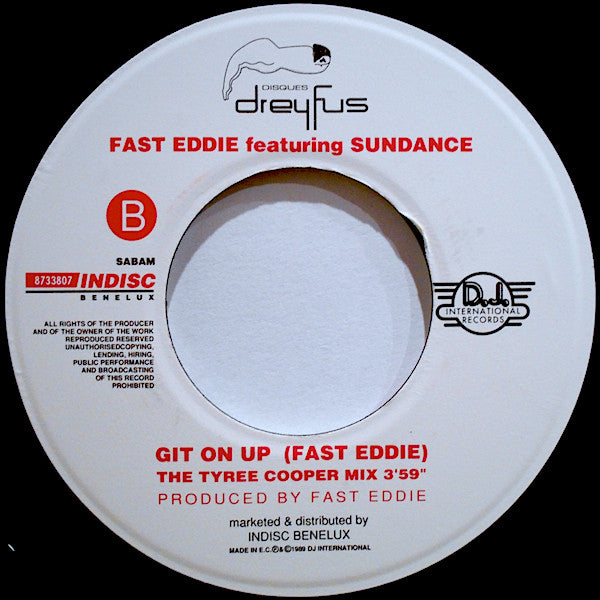 DISQUES
dreyfus
FAST EDDIE featuring SUNDANCE
B
SABAM
8733807 INDISC
BENELUX
D.J.
INTERNATIONAL
RECORDS
ALL RIGHTS OF THE PRODUCER
AND OF THE OWNER OF THE WORK
REPRODUCED RESERVED
UNAUTHORISEDCOPYING,
LENDING, HIRING,
PUBLIC PERFORMANCE
AND BROADCASTING
OF THIS RECORD
PROHIBITED
GIT ON UP (FAST EDDIE)
THE TYREE COOPER MIX 3'59"
PRODUCED BY FAST EDDIE
marketed & distributed by
INDISC BENELUX
MADE IN E.C.℗&©1989 DJ INTERNATIONAL